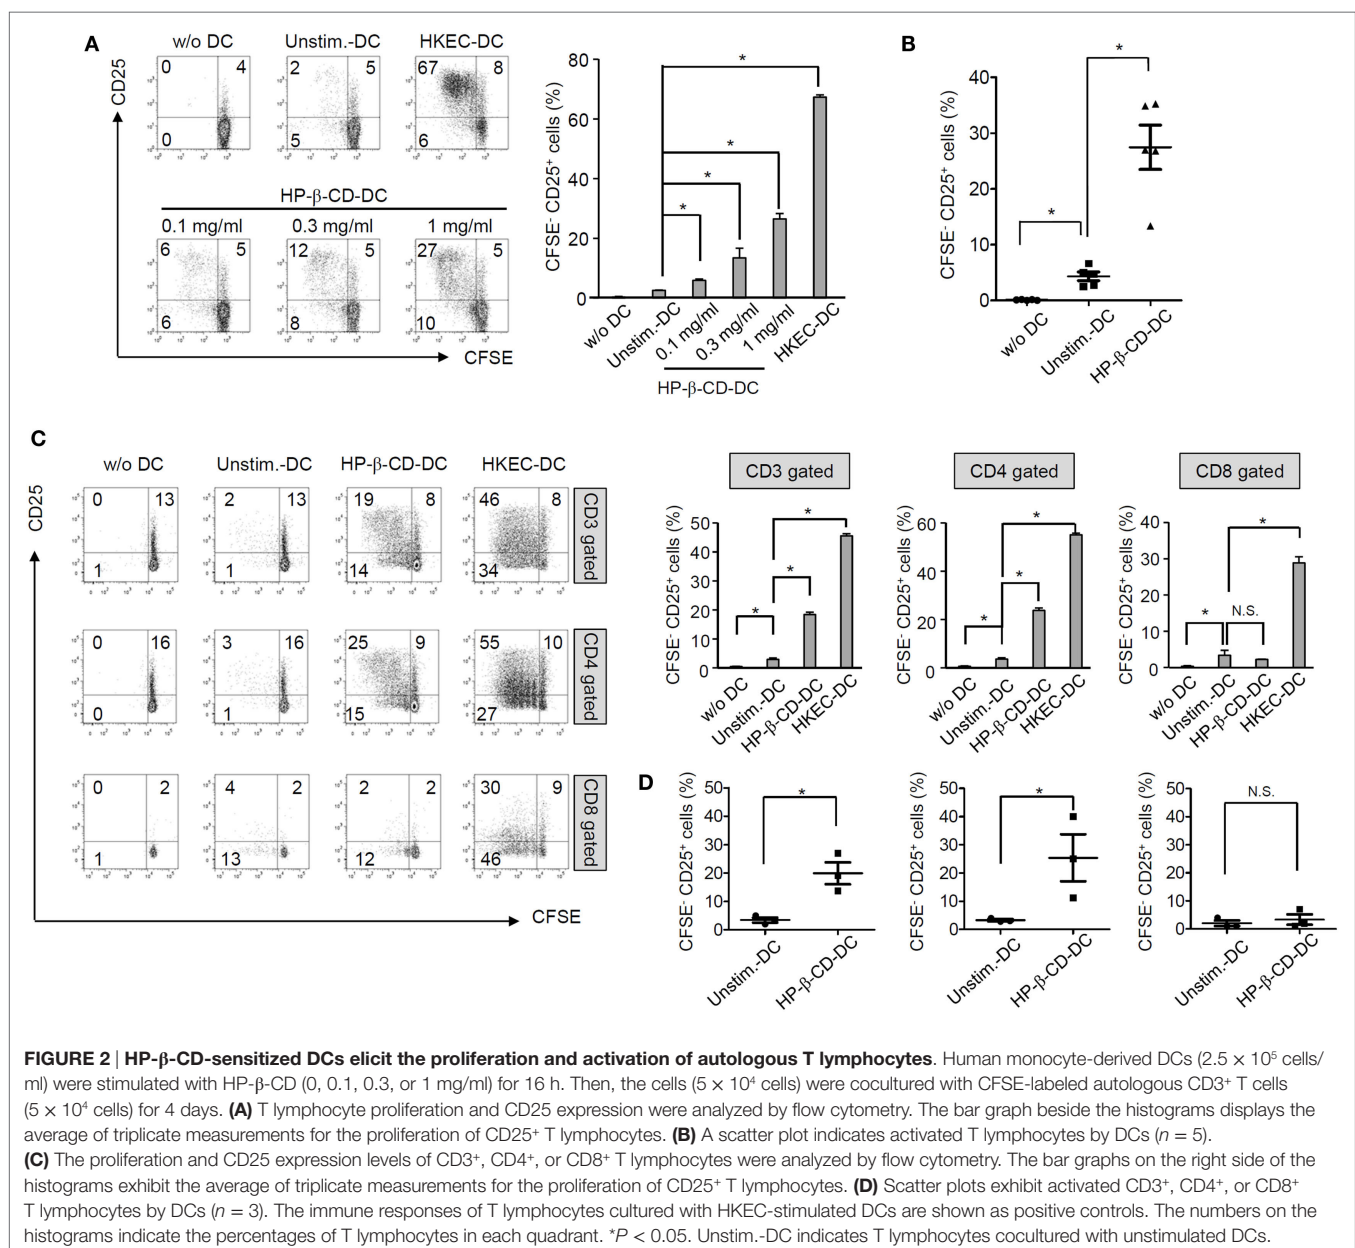 A
w/o DC
Unstim.-DC
HKEC-DC
CD25
0 4
0
2 5
5
67 8
6
HP-β-CD-DC
0.1 mg/ml
0.3 mg/ml
1 mg/ml
6 5
6
12 5
8
27 5
10
CFSE
CFSE⁻ CD25⁺ cells (%)
80
60
40
20
0
*
*
*
*
w/o DC
Unstim.-DC
0.1 mg/ml
0.3 mg/ml
1 mg/ml
HKEC-DC
HP-β-CD-DC
B
CFSE⁻ CD25⁺ cells (%)
40
30
20
10
0
*
*
w/o DC
Unstim.-DC
HP-β-CD-DC
C
w/o DC
Unstim.-DC
HP-β-CD-DC
HKEC-DC
CD25
0 13
1
2 13
1
19 8
14
46 8
34
CD3 gated
0 16
0
3 16
1
25 9
15
55 10
27
CD4 gated
0 2
1
4 2
13
2 2
12
30 9
46
CD8 gated
CFSE
CD3 gated
CFSE⁻ CD25⁺ cells (%)
50
40
30
20
10
0
*
*
*
w/o DC
Unstim.-DC
HP-β-CD-DC
HKEC-DC
CD4 gated
CFSE⁻ CD25⁺ cells (%)
60
40
20
0
*
*
*
w/o DC
Unstim.-DC
HP-β-CD-DC
HKEC-DC
CD8 gated
CFSE⁻ CD25⁺ cells (%)
40
30
20
10
0
*
N.S.
*
w/o DC
Unstim.-DC
HP-β-CD-DC
HKEC-DC
D
CFSE⁻ CD25⁺ cells (%)
50
40
30
20
10
0
*
Unstim.-DC
HP-β-CD-DC
CFSE⁻ CD25⁺ cells (%)
50
40
30
20
10
0
*
Unstim.-DC
HP-β-CD-DC
CFSE⁻ CD25⁺ cells (%)
50
40
30
20
10
0
N.S.
Unstim.-DC
HP-β-CD-DC
FIGURE 2 | HP-β-CD-sensitized DCs elicit the proliferation and activation of autologous T lymphocytes. Human monocyte-derived DCs (2.5 × 10⁵ cells/
ml) were stimulated with HP-β-CD (0, 0.1, 0.3, or 1 mg/ml) for 16 h. Then, the cells (5 × 10⁴ cells) were cocultured with CFSE-labeled autologous CD3⁺ T cells
(5 × 10⁴ cells) for 4 days. (A) T lymphocyte proliferation and CD25 expression were analyzed by flow cytometry. The bar graph beside the histograms displays the
average of triplicate measurements for the proliferation of CD25⁺ T lymphocytes. (B) A scatter plot indicates activated T lymphocytes by DCs (n = 5).
(C) The proliferation and CD25 expression levels of CD3⁺, CD4⁺, or CD8⁺ T lymphocytes were analyzed by flow cytometry. The bar graphs on the right side of the
histograms exhibit the average of triplicate measurements for the proliferation of CD25⁺ T lymphocytes. (D) Scatter plots exhibit activated CD3⁺, CD4⁺, or CD8⁺
T lymphocytes by DCs (n = 3). The immune responses of T lymphocytes cultured with HKEC-stimulated DCs are shown as positive controls. The numbers on the
histograms indicate the percentages of T lymphocytes in each quadrant. *P < 0.05. Unstim.-DC indicates T lymphocytes cocultured with unstimulated DCs.